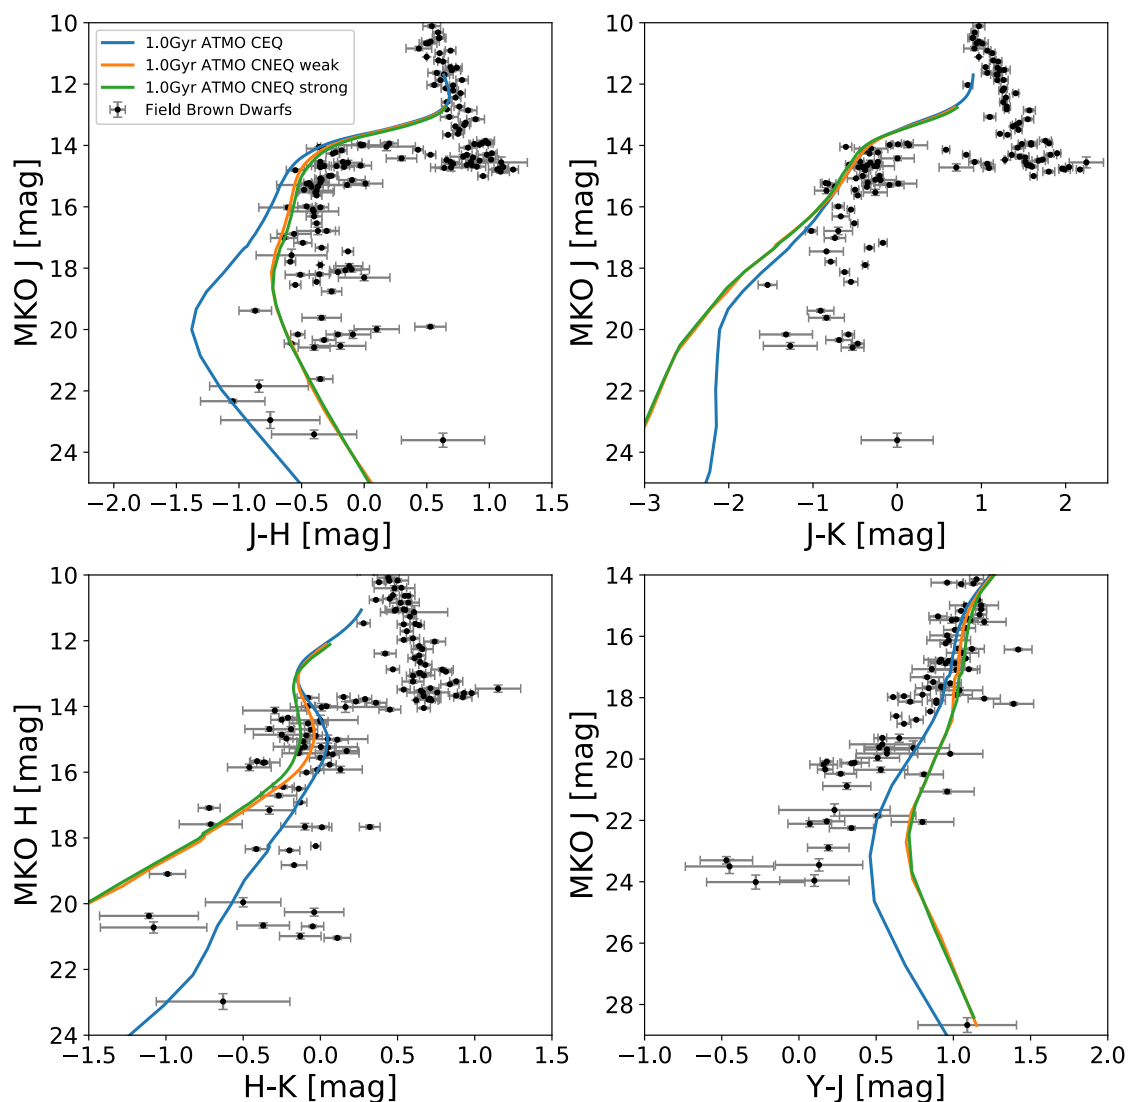 10
12
14
16
18
20
22
24
MKO J [mag]
1.0Gyr ATMO CEQ
1.0Gyr ATMO CNEQ weak
1.0Gyr ATMO CNEQ strong
Field Brown Dwarfs
−2.0 −1.5 −1.0 −0.5 0.0 0.5 1.0 1.5
J-H [mag]
10
12
14
16
18
20
22
24
MKO J [mag]
−3 −2 −1 0 1 2
J-K [mag]
10
12
14
16
18
20
22
24
MKO H [mag]
−1.5 −1.0 −0.5 0.0 0.5 1.0 1.5
H-K [mag]
14
16
18
20
22
24
26
28
MKO J [mag]
−1.0 −0.5 0.0 0.5 1.0 1.5 2.0
Y-J [mag]